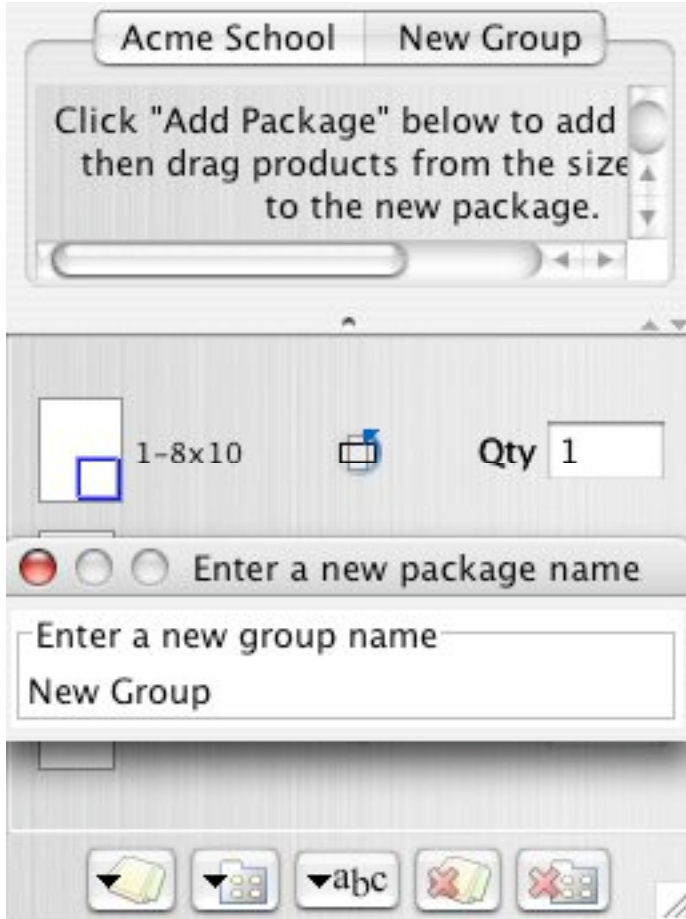 Acme School New Group
Click "Add Package" below to add
then drag products from the size
to the new package.
1-8x10 Qty 1
Enter a new package name
Enter a new group name
New Group
abc